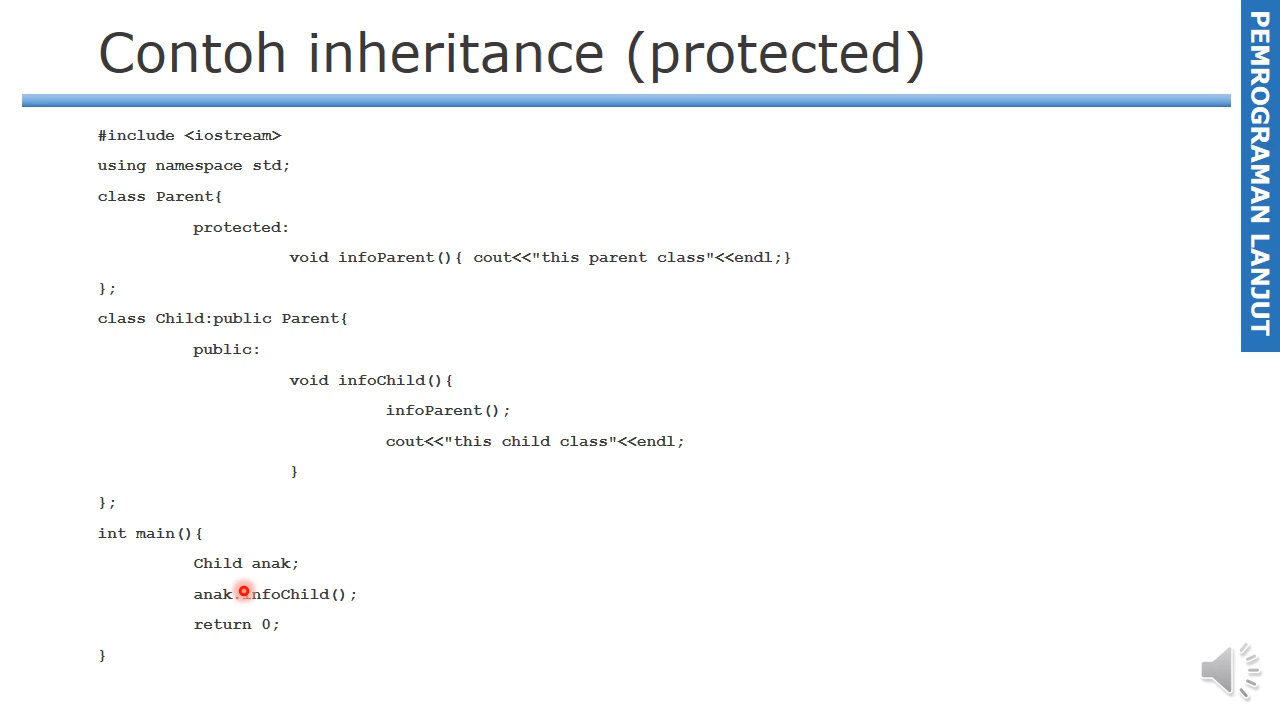 Contoh inheritance (protected)
PEMROGRAMAN LANJUT
#include <iostream>
using namespace std;
class Parent{
protected:
void infoParent(){ cout<<"this parent class"<<endl;}
};
class Child:public Parent{
public:
void infoChild(){
infoParent();
cout<<"this child class"<<endl;
}
};
int main(){
Child anak;
anak.infoChild();
return 0;
}